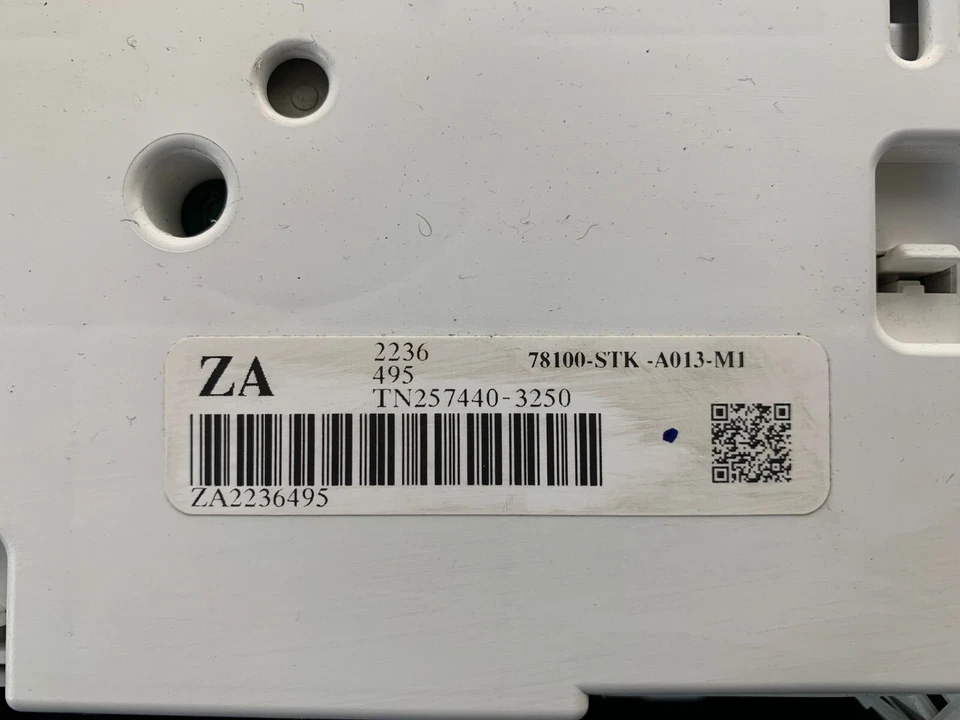 ZA
2236
495
TN257440-3250
78100-STK -A013-M1
ZA2236495